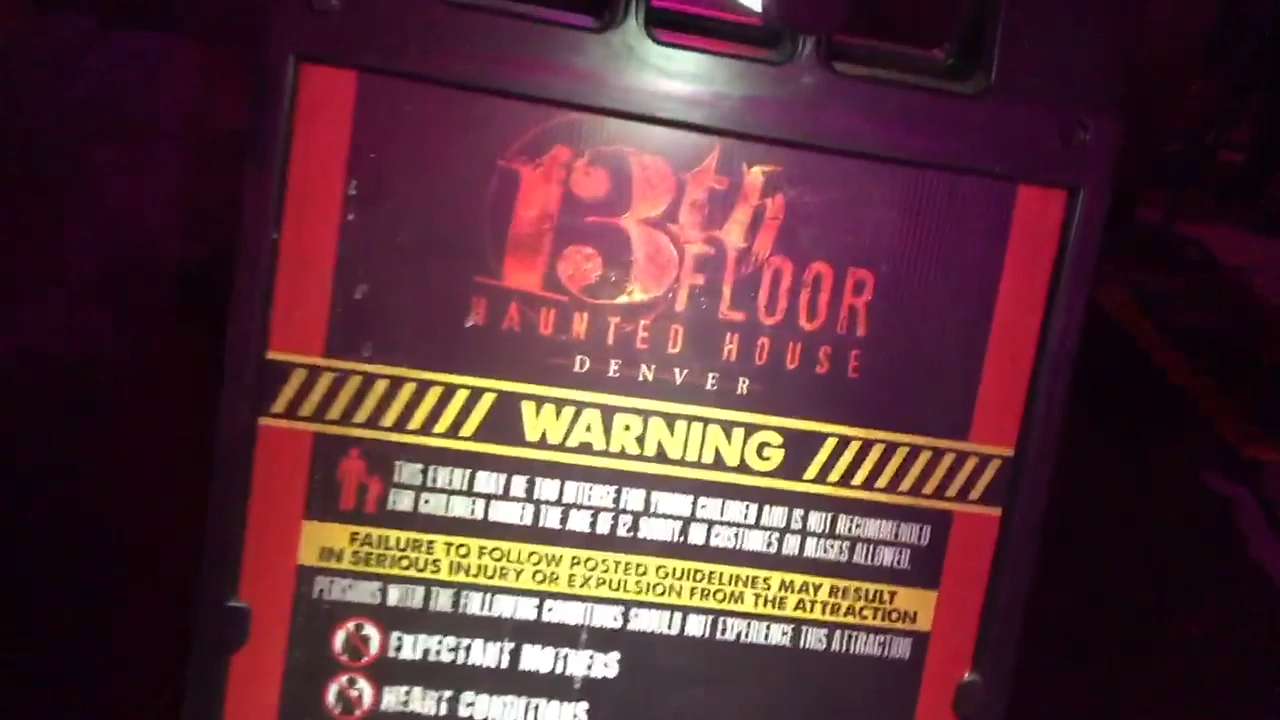 13th
FLOOR
HAUNTED HOUSE
DENVER
WARNING
THIS EVENT MAY BE TOO INTENSE FOR YOUNG CHILDREN AND IS NOT RECOMMENDED
FOR CHILDREN UNDER THE AGE OF 12. SORRY, NO COSTUMES OR MASKS ALLOWED.
FAILURE TO FOLLOW POSTED GUIDELINES MAY RESULT
IN SERIOUS INJURY OR EXPULSION FROM THE ATTRACTION
PERSONS WITH THE FOLLOWING CONDITIONS SHOULD NOT EXPERIENCE THIS ATTRACTION
EXPECTANT MOTHERS
HEART CONDITIONS